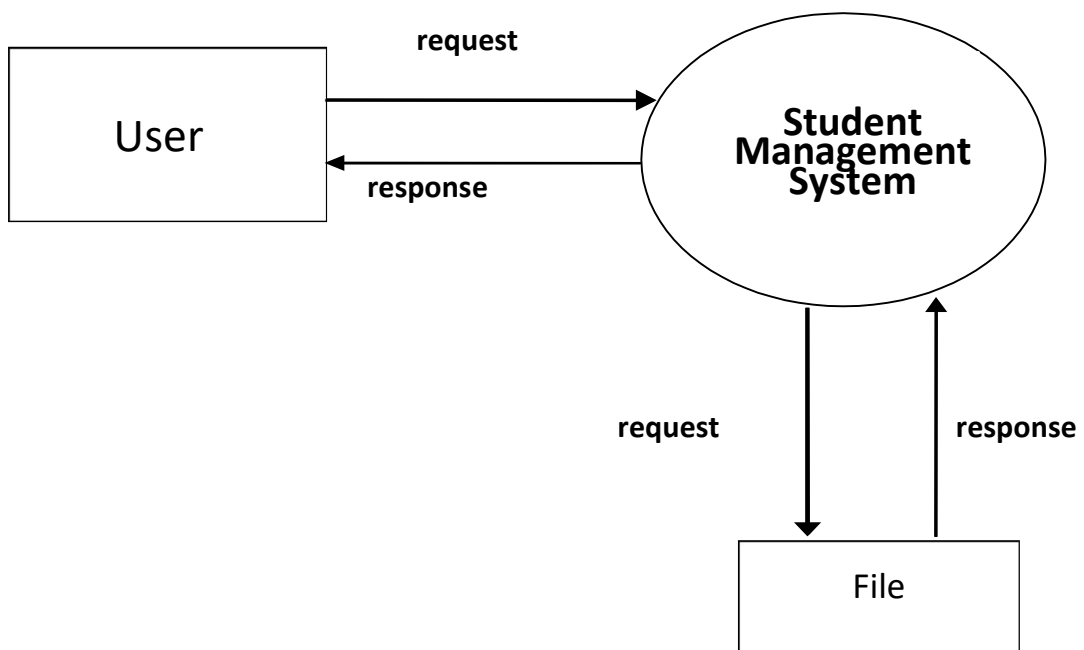 request
User
Student
Management
System
response
request
response
File